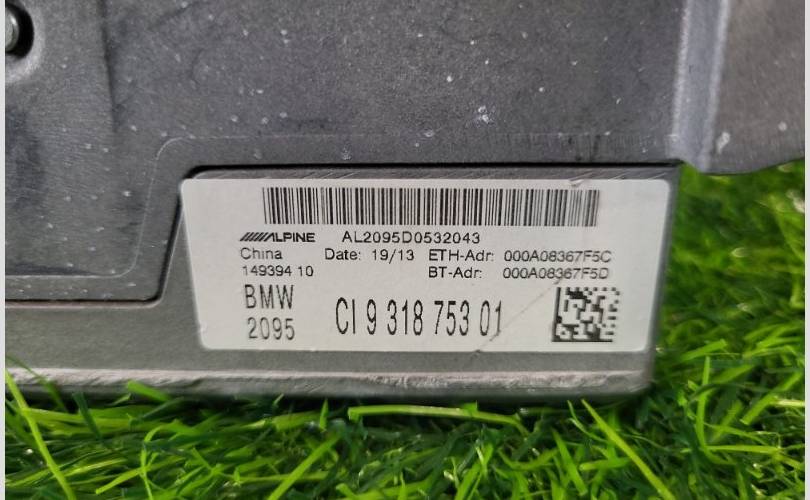 ALPINE AL2095D0532043
China Date: 19/13 ETH-Adr: 000A08367F5C
149394 10 BT-Adr: 000A08367F5D
BMW
2095 CI 9 318 753 01